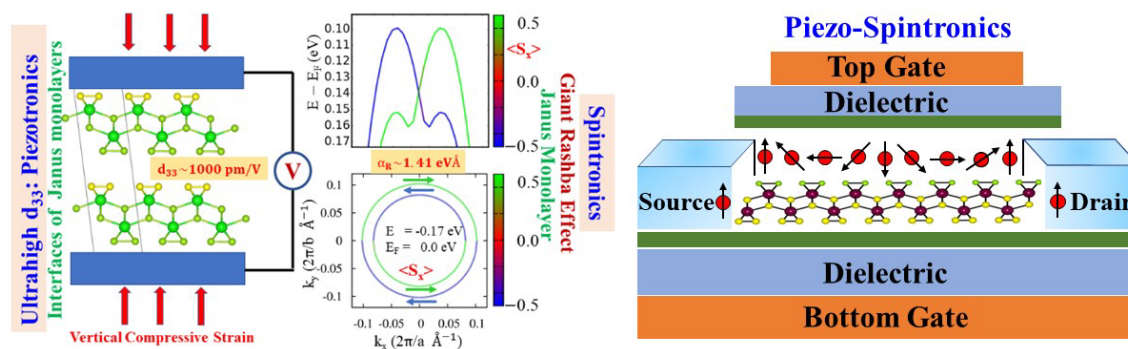 Ultrahigh d33: Piezotronics
Interfaces of Janus monolayers
d33~1000 pm/V
V
Vertical Compressive Strain
E − EF (eV)
0.10
0.11
0.12
0.13
0.14
0.15
0.16
0.17
0.5
<Sx>
0.0
−0.5
αR~1.41 eVÅ
ky (2π/b Å⁻¹)
0.1
0.05
0
-0.05
-0.1
E = -0.17 eV
EF = 0.0 eV
<Sx>
-0.1
-0.05
0
0.05
0.1
kx (2π/a Å⁻¹)
0.5
0.0
−0.5
Giant Rashba Effect
Janus Monolayer
Spintronics
Piezo-Spintronics
Top Gate
Dielectric
Source
Drain
Dielectric
Bottom Gate